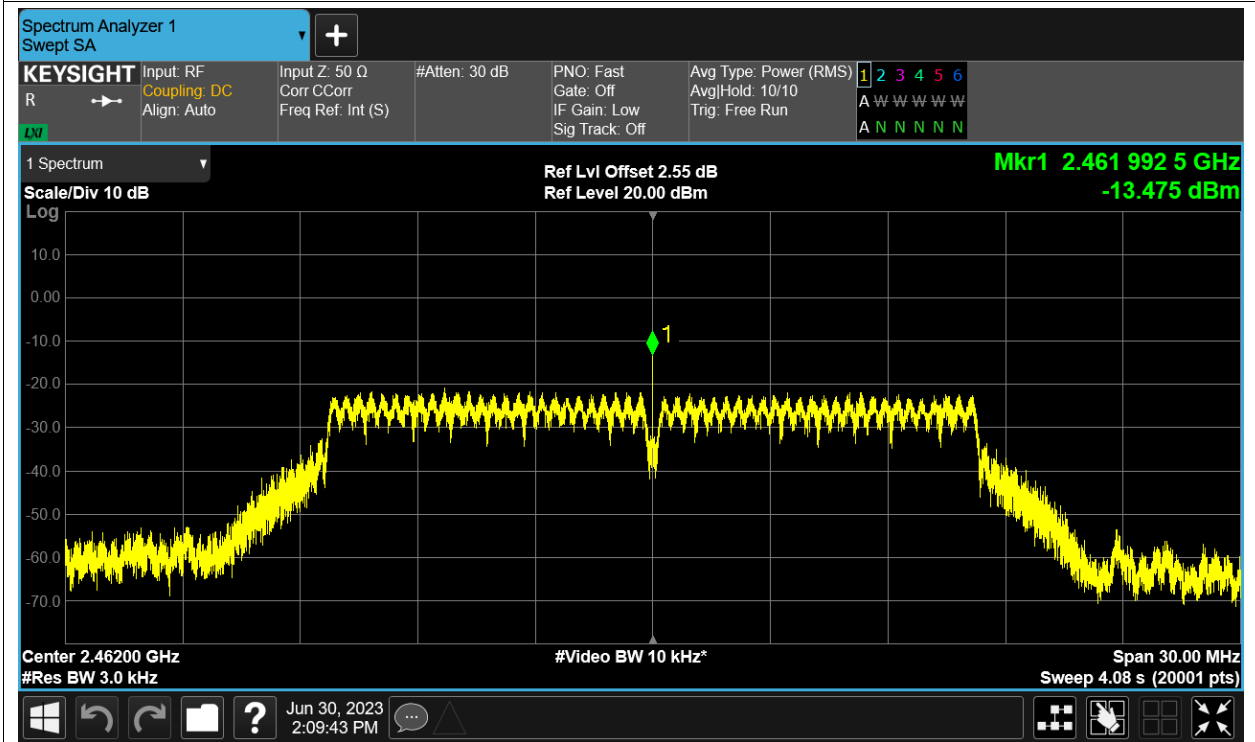 Spectrum Analyzer 1
Swept SA
+
KEYSIGHT
R
LXI
Input: RF
Coupling: DC
Align: Auto
Input Z: 50 Ω
Corr CCorr
Freq Ref: Int (S)
#Atten: 30 dB
PNO: Fast
Gate: Off
IF Gain: Low
Sig Track: Off
Avg Type: Power (RMS)
Avg|Hold: 10/10
Trig: Free Run
1 2 3 4 5 6
A W W W W W
A N N N N N
1 Spectrum
Scale/Div 10 dB
Ref Lvl Offset 2.55 dB
Ref Level 20.00 dBm
Mkr1 2.461 992 5 GHz
-13.475 dBm
Log
10.0
0.00
-10.0
-20.0
-30.0
-40.0
-50.0
-60.0
-70.0
1
Center 2.46200 GHz
#Res BW 3.0 kHz
#Video BW 10 kHz*
Span 30.00 MHz
Sweep 4.08 s (20001 pts)
?
Jun 30, 2023
2:09:43 PM